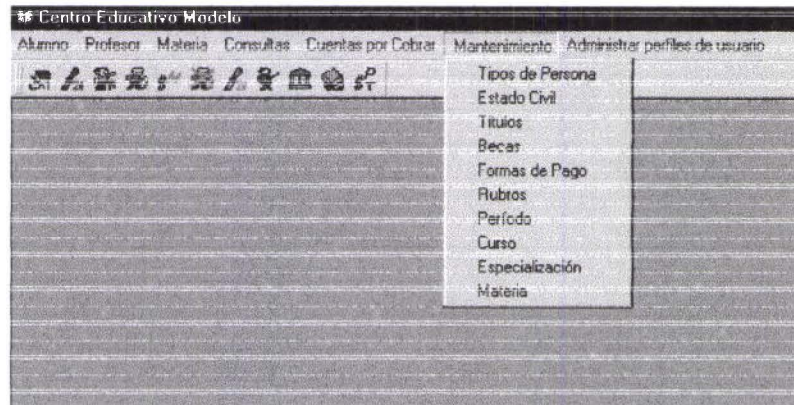 Centro Educativo Modelo
Alumno Profesor Materia Consultas Cuentas por Cobrar Mantenimiento Administrar perfiles de usuario
Tipos de Persona
Estado Civil
Títulos
Becas
Formas de Pago
Rubros
Período
Curso
Especialización
Materia